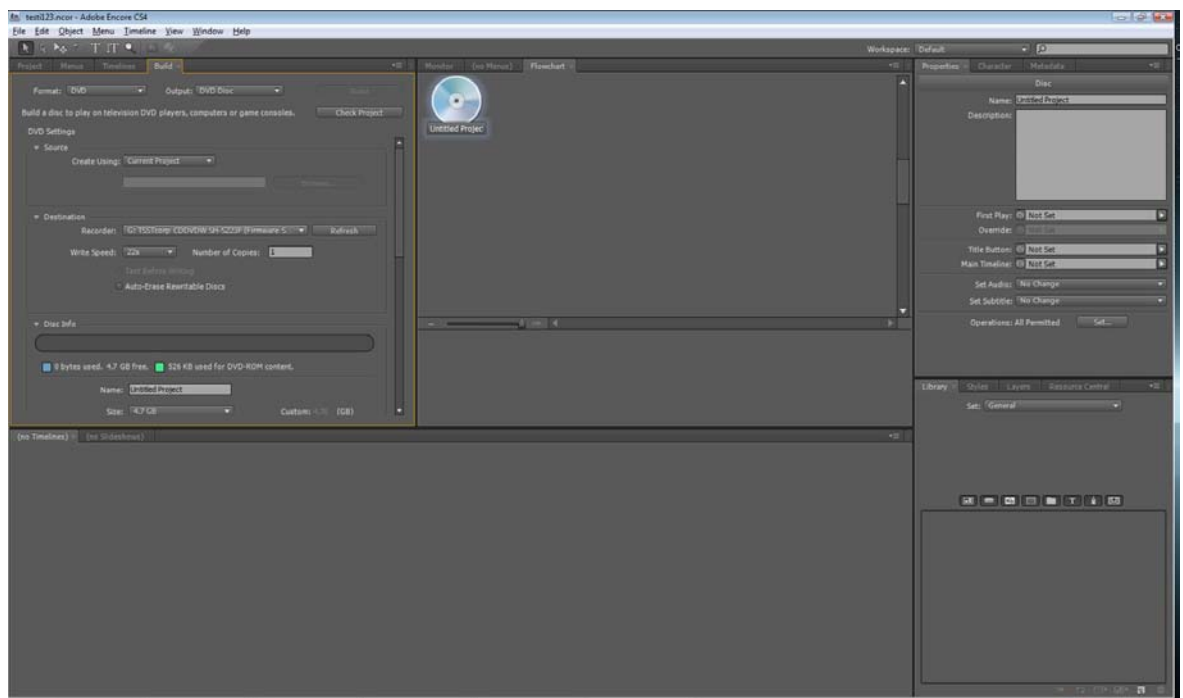 testi123.ncor - Adobe Encore CS4
File Edit Object Menu Timeline View Window Help
Workspace: Default
Project Menus Timelines Build
Monitor (no Menus) Flowchart
Properties Character Metadata
Format: DVD Output: DVD Disc Build
Build a disc to play on television DVD players, computers or game consoles. Check Project
DVD Settings
Source
Create Using: Current Project
Browse...
Destination
Recorder: G: TSSTcorp CDDVDW SH-S223F (Firmware S
Refresh
Write Speed: 22x Number of Copies: 1
Test Before Writing
Auto-Erase Rewritable Discs
Disc Info
0 bytes used. 4.7 GB free. 526 KB used for DVD-ROM content.
Name: Untitled Project
Size: 4.7 GB Custom: 4.70 (GB)
Untitled Projec
Disc
Name: Untitled Project
Description:
First Play: Not Set
Override: Not Set
Title Button: Not Set
Main Timeline: Not Set
Set Audio: No Change
Set Subtitle: No Change
Operations: All Permitted Set...
Library Styles Layers Resource Central
Set: General
(no Timelines) (no Slideshows)